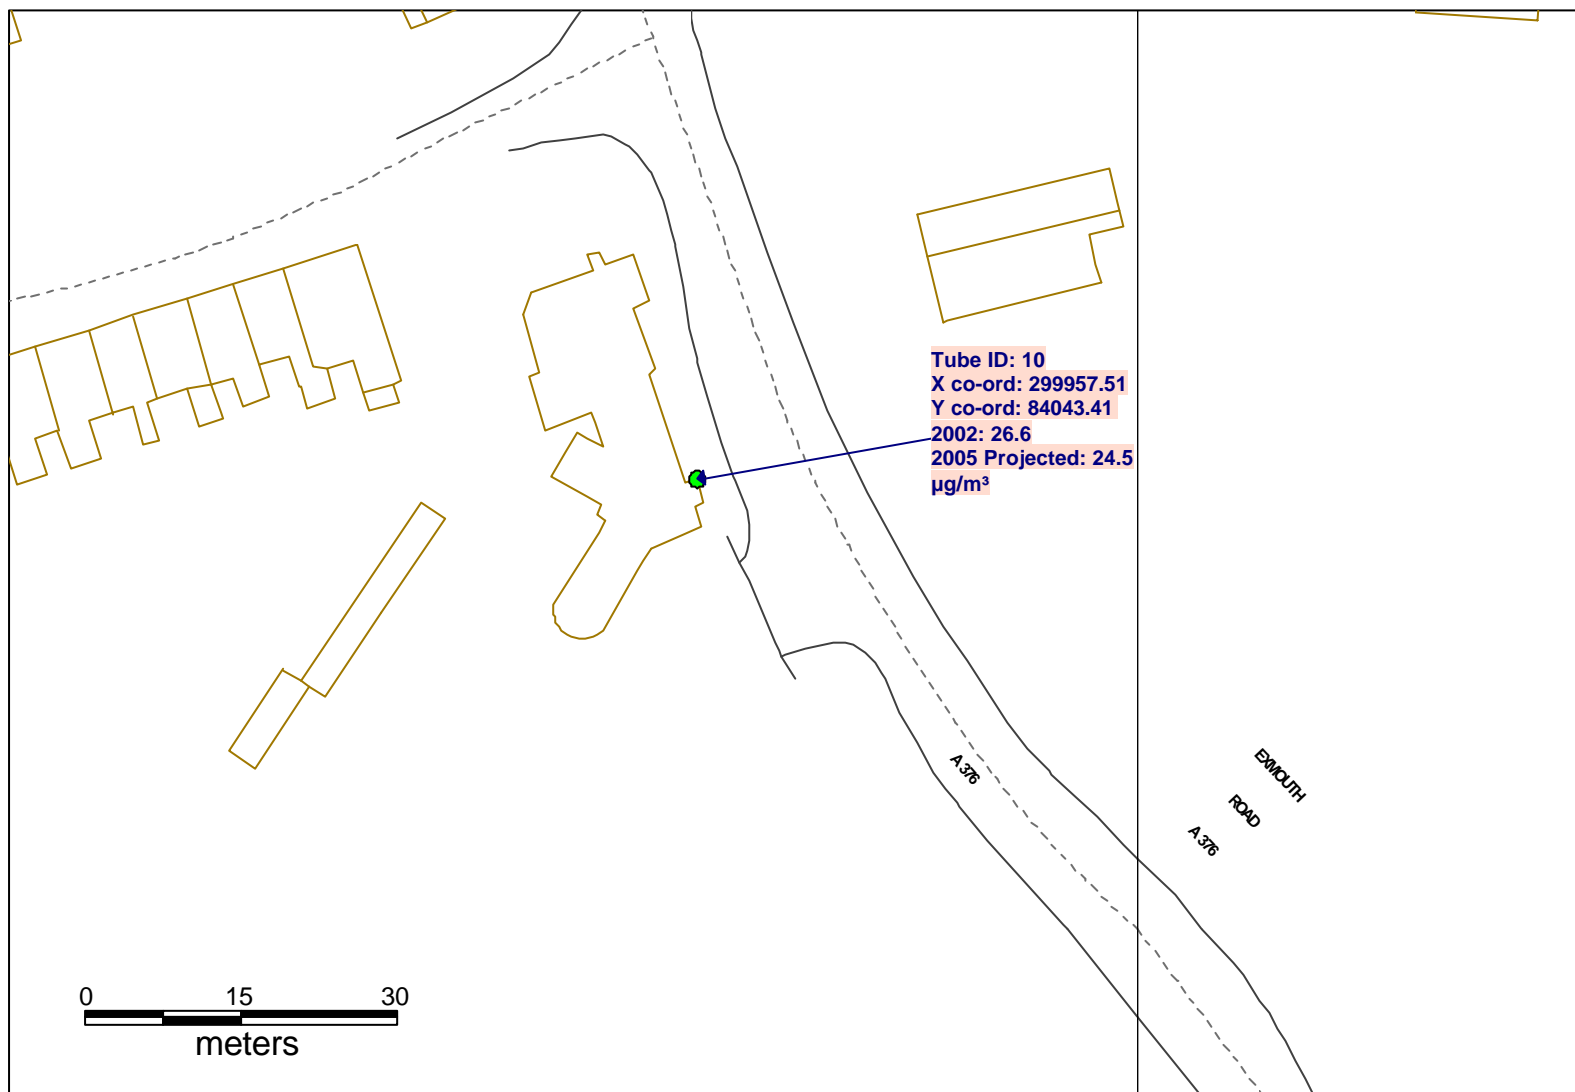 Tube ID: 10
X co-ord: 299957.51
Y co-ord: 84043.41
2002: 26.6
2005 Projected: 24.5
µg/m³
A 376
EXMOUTH
ROAD
A 376
0 15 30
meters